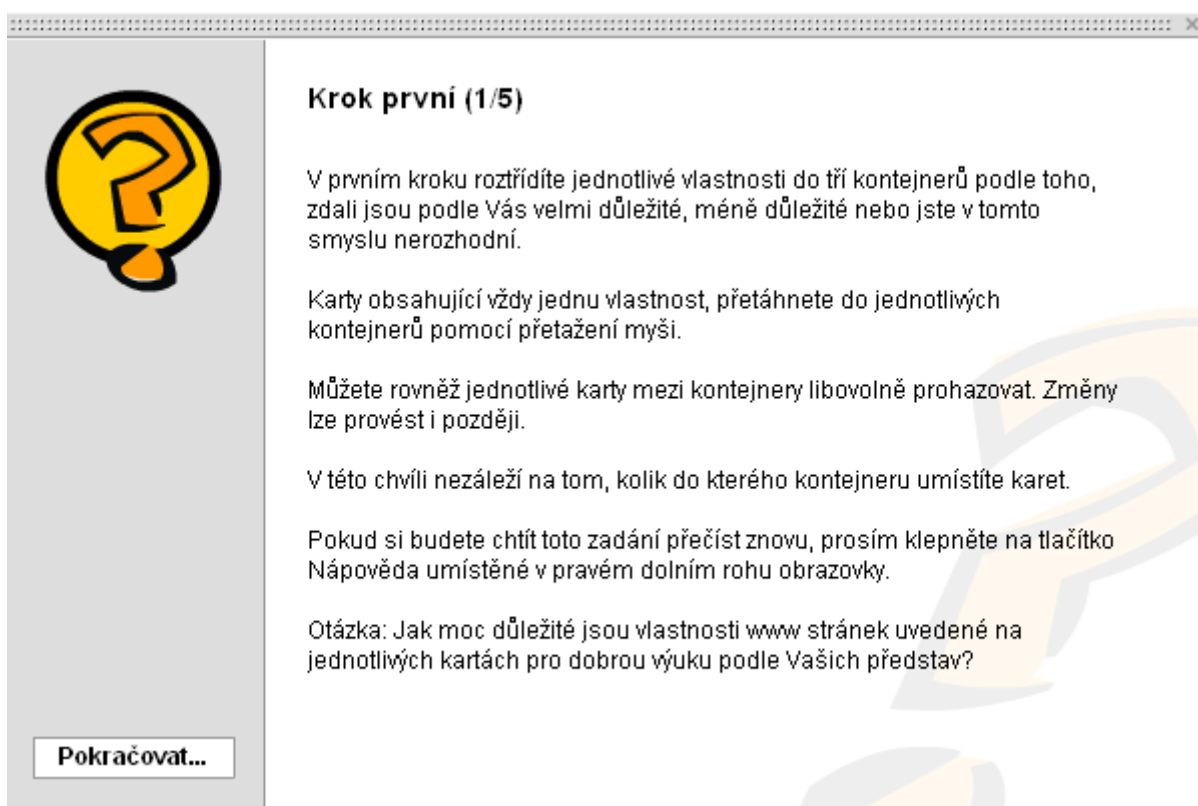 Krok první (1/5)
V prvním kroku roztřídíte jednotlivé vlastnosti do tří kontejnerů podle toho,
zdali jsou podle Vás velmi důležité, méně důležité nebo jste v tomto
smyslu nerozhodní.
Karty obsahující vždy jednu vlastnost, přetáhnete do jednotlivých
kontejnerů pomocí přetažení myši.
Můžete rovněž jednotlivé karty mezi kontejnery libovolně prohazovat. Změny
lze provést i později.
V této chvíli nezáleží na tom, kolik do kterého kontejneru umístíte karet.
Pokud si budete chtít toto zadání přečíst znovu, prosím klepněte na tlačítko
Nápověda umístěné v pravém dolním rohu obrazovky.
Otázka: Jak moc důležité jsou vlastnosti www stránek uvedené na
jednotlivých kartách pro dobrou výuku podle Vašich představ?
Pokračovat...